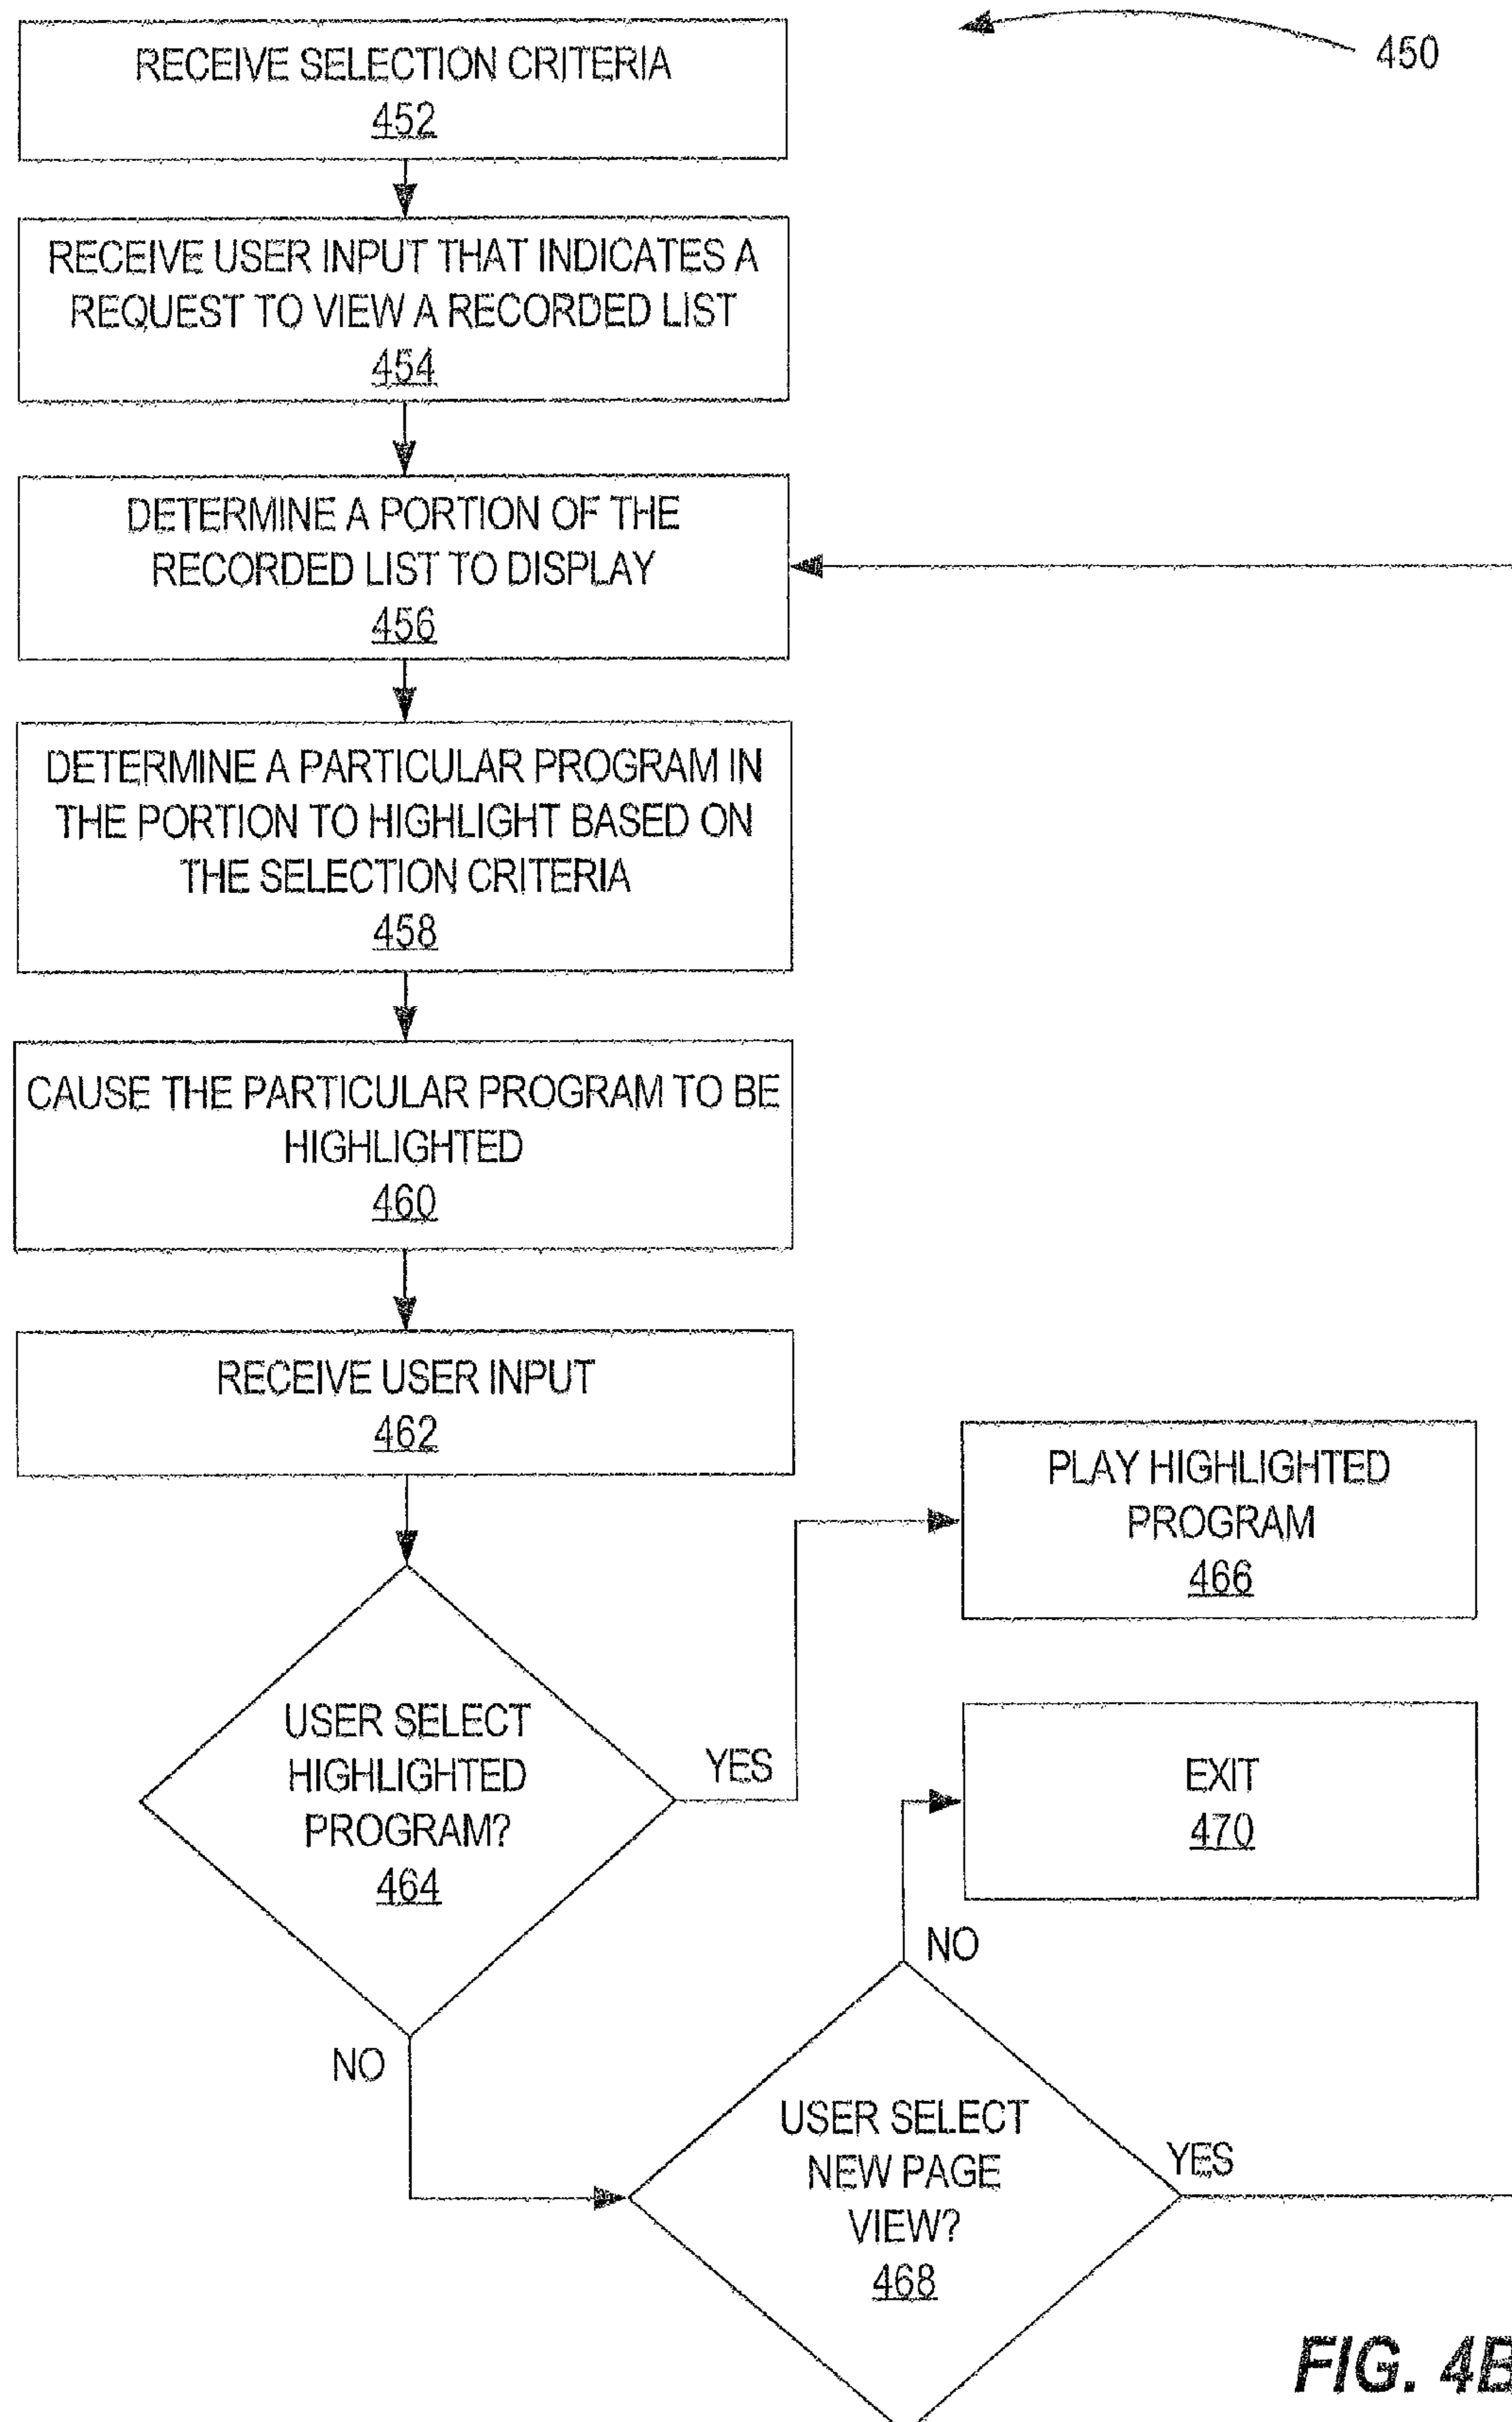 450
RECEIVE SELECTION CRITERIA
452
RECEIVE USER INPUT THAT INDICATES A
REQUEST TO VIEW A RECORDED LIST
454
DETERMINE A PORTION OF THE
RECORDED LIST TO DISPLAY
456
DETERMINE A PARTICULAR PROGRAM IN
THE PORTION TO HIGHLIGHT BASED ON
THE SELECTION CRITERIA
458
CAUSE THE PARTICULAR PROGRAM TO BE
HIGHLIGHTED
460
RECEIVE USER INPUT
462
PLAY HIGHLIGHTED
PROGRAM
466
USER SELECT
HIGHLIGHTED
PROGRAM?
464
YES
EXIT
470
NO
NO
USER SELECT
NEW PAGE
VIEW?
468
YES
FIG. 4B